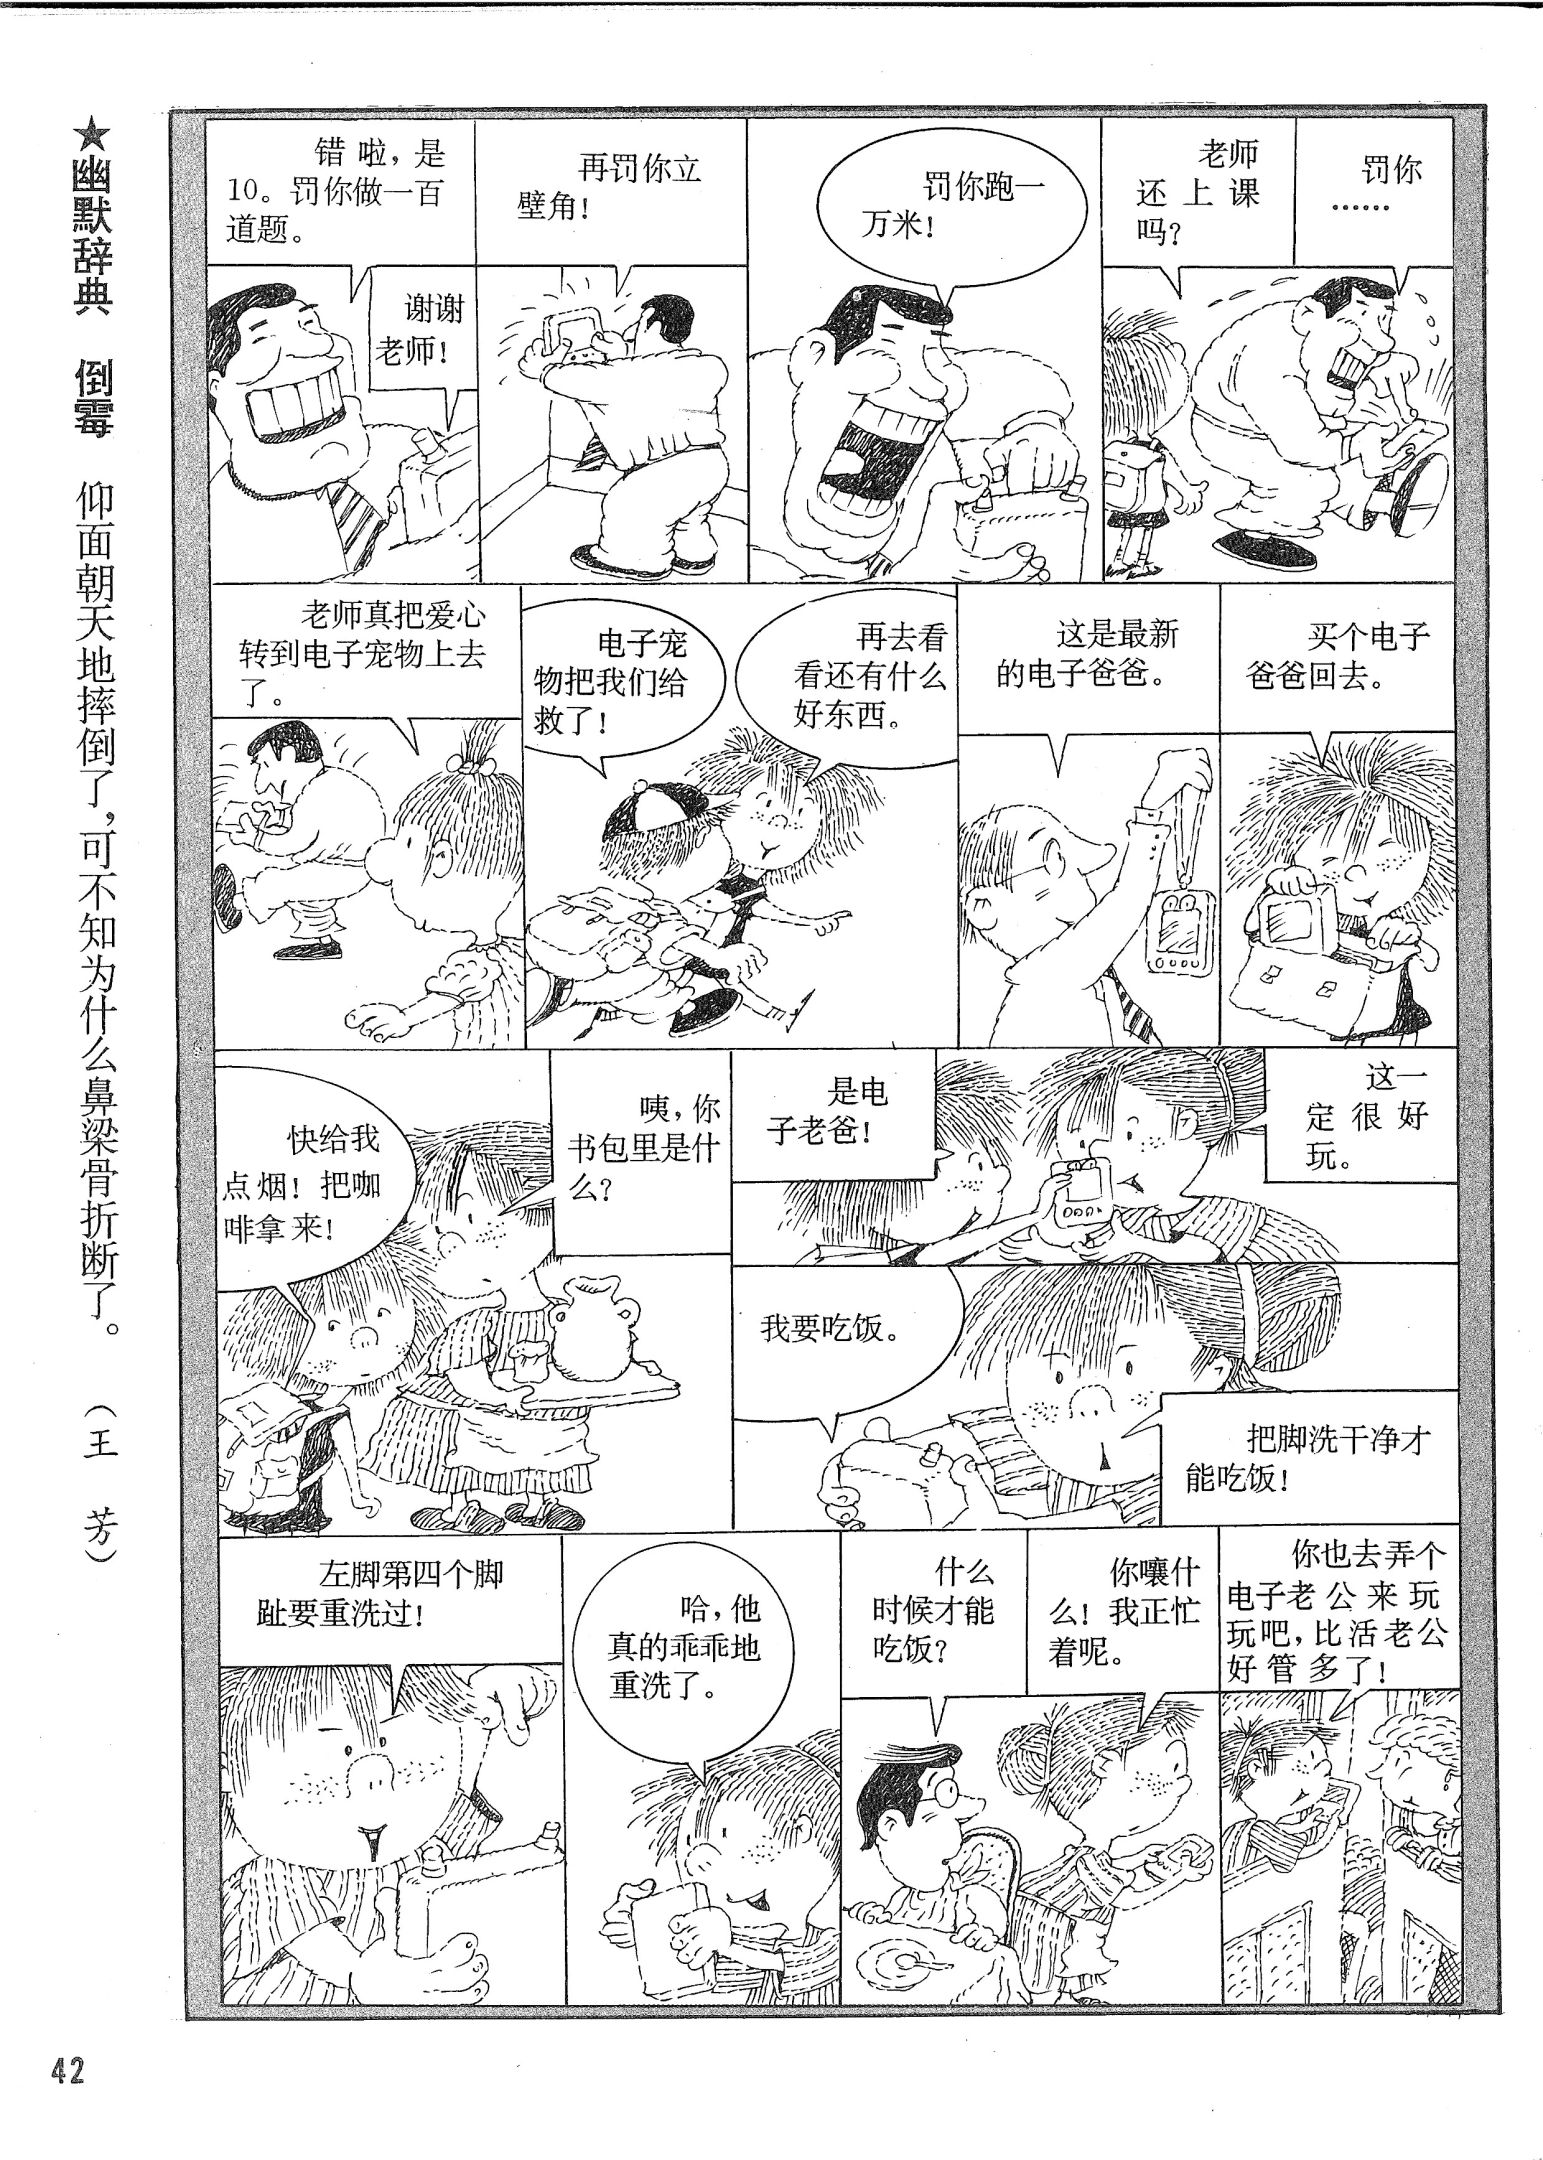 ★幽默辞典 倒霉 仰面朝天地摔倒了，可不知为什么鼻梁骨折断了。 （王 芳）
错啦，是
10。罚你做一百
道题。
谢谢
老师！
再罚你立
壁角！
罚你跑一
万米！
老师
还上课
吗？
罚你
……
老师真把爱心
转到电子宠物上去
了。
电子宠
物把我们给
救了！
再去看
看还有什么
好东西。
这是最新
的电子爸爸。
买个电子
爸爸回去。
快给我
点烟！把咖
啡拿来！
咦，你
书包里是什
么？
是电
子老爸！
这一
定很好
玩。
我要吃饭。
把脚洗干净才
能吃饭！
左脚第四个脚
趾要重洗过！
哈，他
真的乖乖地
重洗了。
什么
时候才能
吃饭？
你嚷什
么！我正忙
着呢。
你也去弄个
电子老公来玩
玩吧，比活老公
好管多了！
42